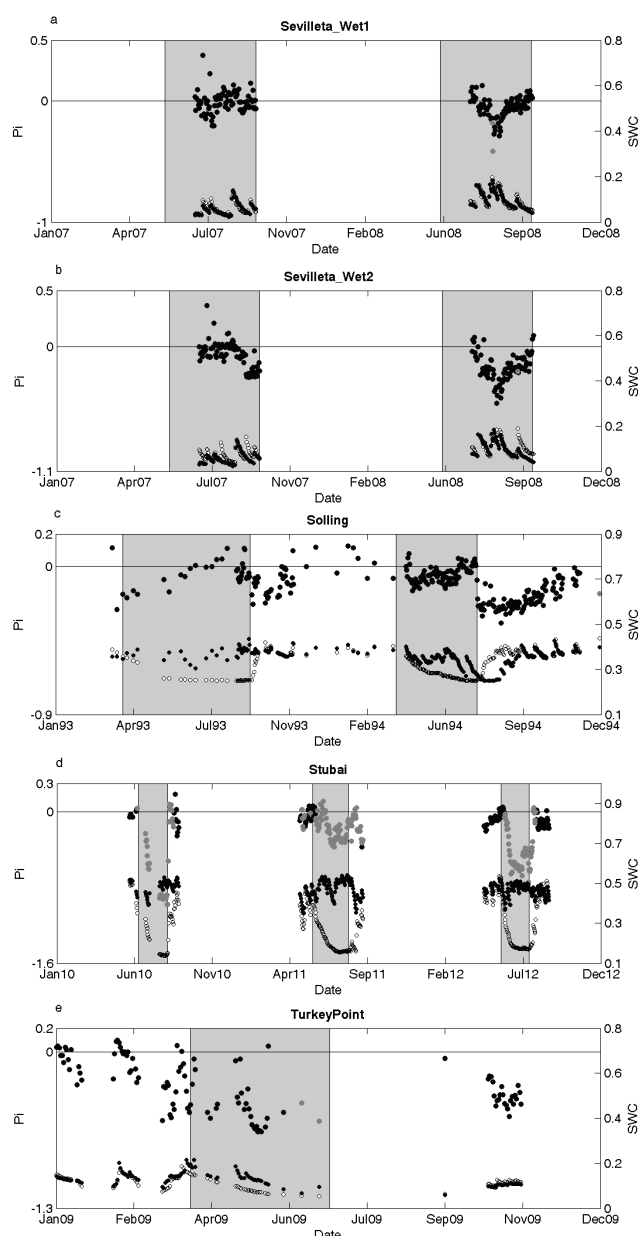 a
Sevilleta_Wet1
0.5
0
-1
Pi
0.8
0.6
0.4
0.2
0
SWC
Jan07 Apr07 Jul07 Nov07 Feb08 Jun08 Sep08 Dec08
Date
b
Sevilleta_Wet2
0.5
0
-1.1
Pi
0.8
0.6
0.4
0.2
0
SWC
Jan07 Apr07 Jul07 Nov07 Feb08 Jun08 Sep08 Dec08
Date
c
Solling
0.2
0
-0.9
Pi
0.9
0.7
0.5
0.3
0.1
SWC
Jan93 Apr93 Jul93 Nov93 Feb94 Jun94 Sep94 Dec94
Date
d
Stubai
0.3
0
-1.6
Pi
0.9
0.7
0.5
0.3
0.1
SWC
Jan10 Jun10 Nov10 Apr11 Sep11 Feb12 Jul12 Dec12
Date
e
TurkeyPoint
0.2
0
-1.3
Pi
0.8
0.6
0.4
0.2
0
SWC
Jan09 Feb09 Apr09 Jun09 Jul09 Sep09 Nov09 Dec09
Date